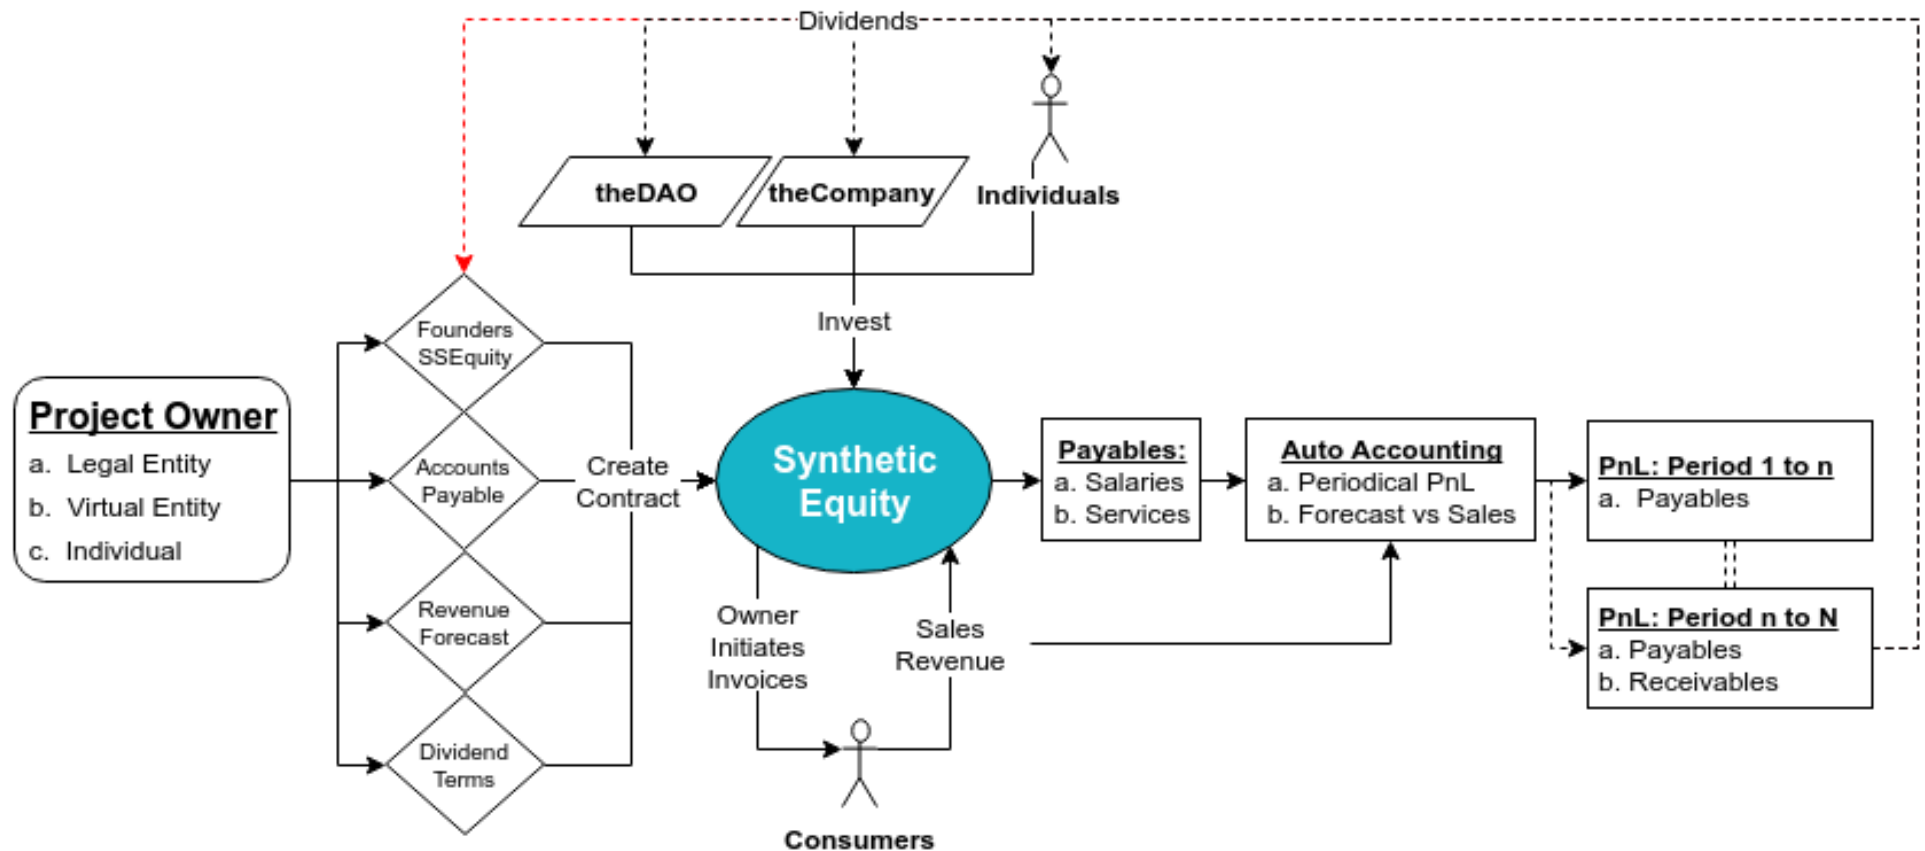 Dividends
theDAO
theCompany
Individuals
Invest
Founders
SSEquity
Project Owner
a. Legal Entity
b. Virtual Entity
c. Individual
Accounts
Payable
Create
Contract
Revenue
Forecast
Dividend
Terms
Synthetic
Equity
Owner
Initiates
Invoices
Sales
Revenue
Consumers
Payables:
a. Salaries
b. Services
Auto Accounting
a. Periodical PnL
b. Forecast vs Sales
PnL: Period 1 to n
a. Payables
PnL: Period n to N
a. Payables
b. Receivables